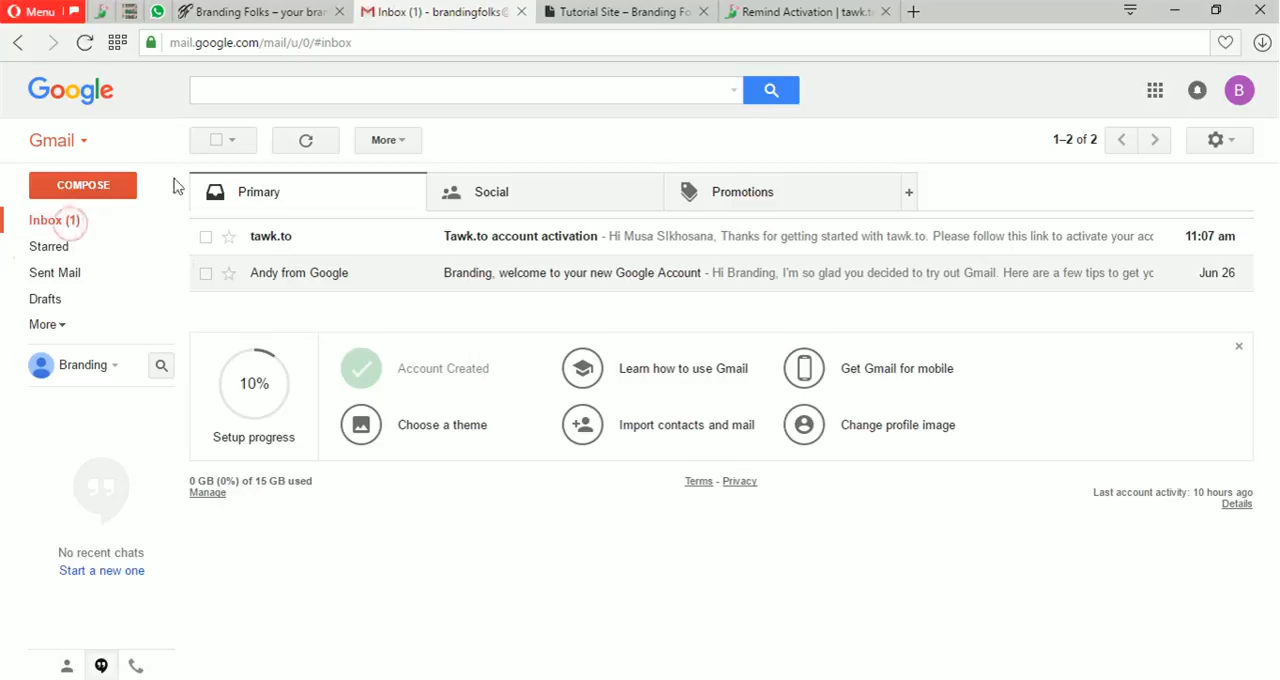 Menu
Branding Folks – your bran
Inbox (1) - brandingfolks@
Tutorial Site – Branding Fo
Remind Activation | tawk.to
mail.google.com/mail/u/0/#inbox
Google
B
Gmail
More
1–2 of 2
COMPOSE
Primary
Social
Promotions
Inbox (1)
Starred
Sent Mail
Drafts
More
tawk.to
Tawk.to account activation - Hi Musa SIkhosana, Thanks for getting started with tawk.to. Please follow this link to activate your acc
11:07 am
Andy from Google
Branding, welcome to your new Google Account - Hi Branding, I'm so glad you decided to try out Gmail. Here are a few tips to get yo
Jun 26
Branding
10%
Setup progress
Account Created
Learn how to use Gmail
Get Gmail for mobile
Choose a theme
Import contacts and mail
Change profile image
0 GB (0%) of 15 GB used
Manage
Terms - Privacy
Last account activity: 10 hours ago
Details
No recent chats
Start a new one